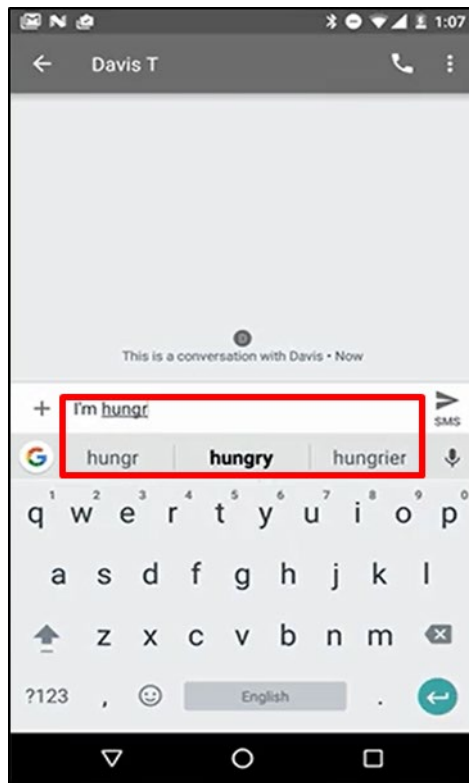 1:07
Davis T
D
This is a conversation with Davis • Now
I'm hungr
SMS
G
hungr hungry hungrier
1 2 3 4 5 6 7 8 9 0
q w e r t y u i o p
a s d f g h j k l
z x c v b n m
?123 , English .